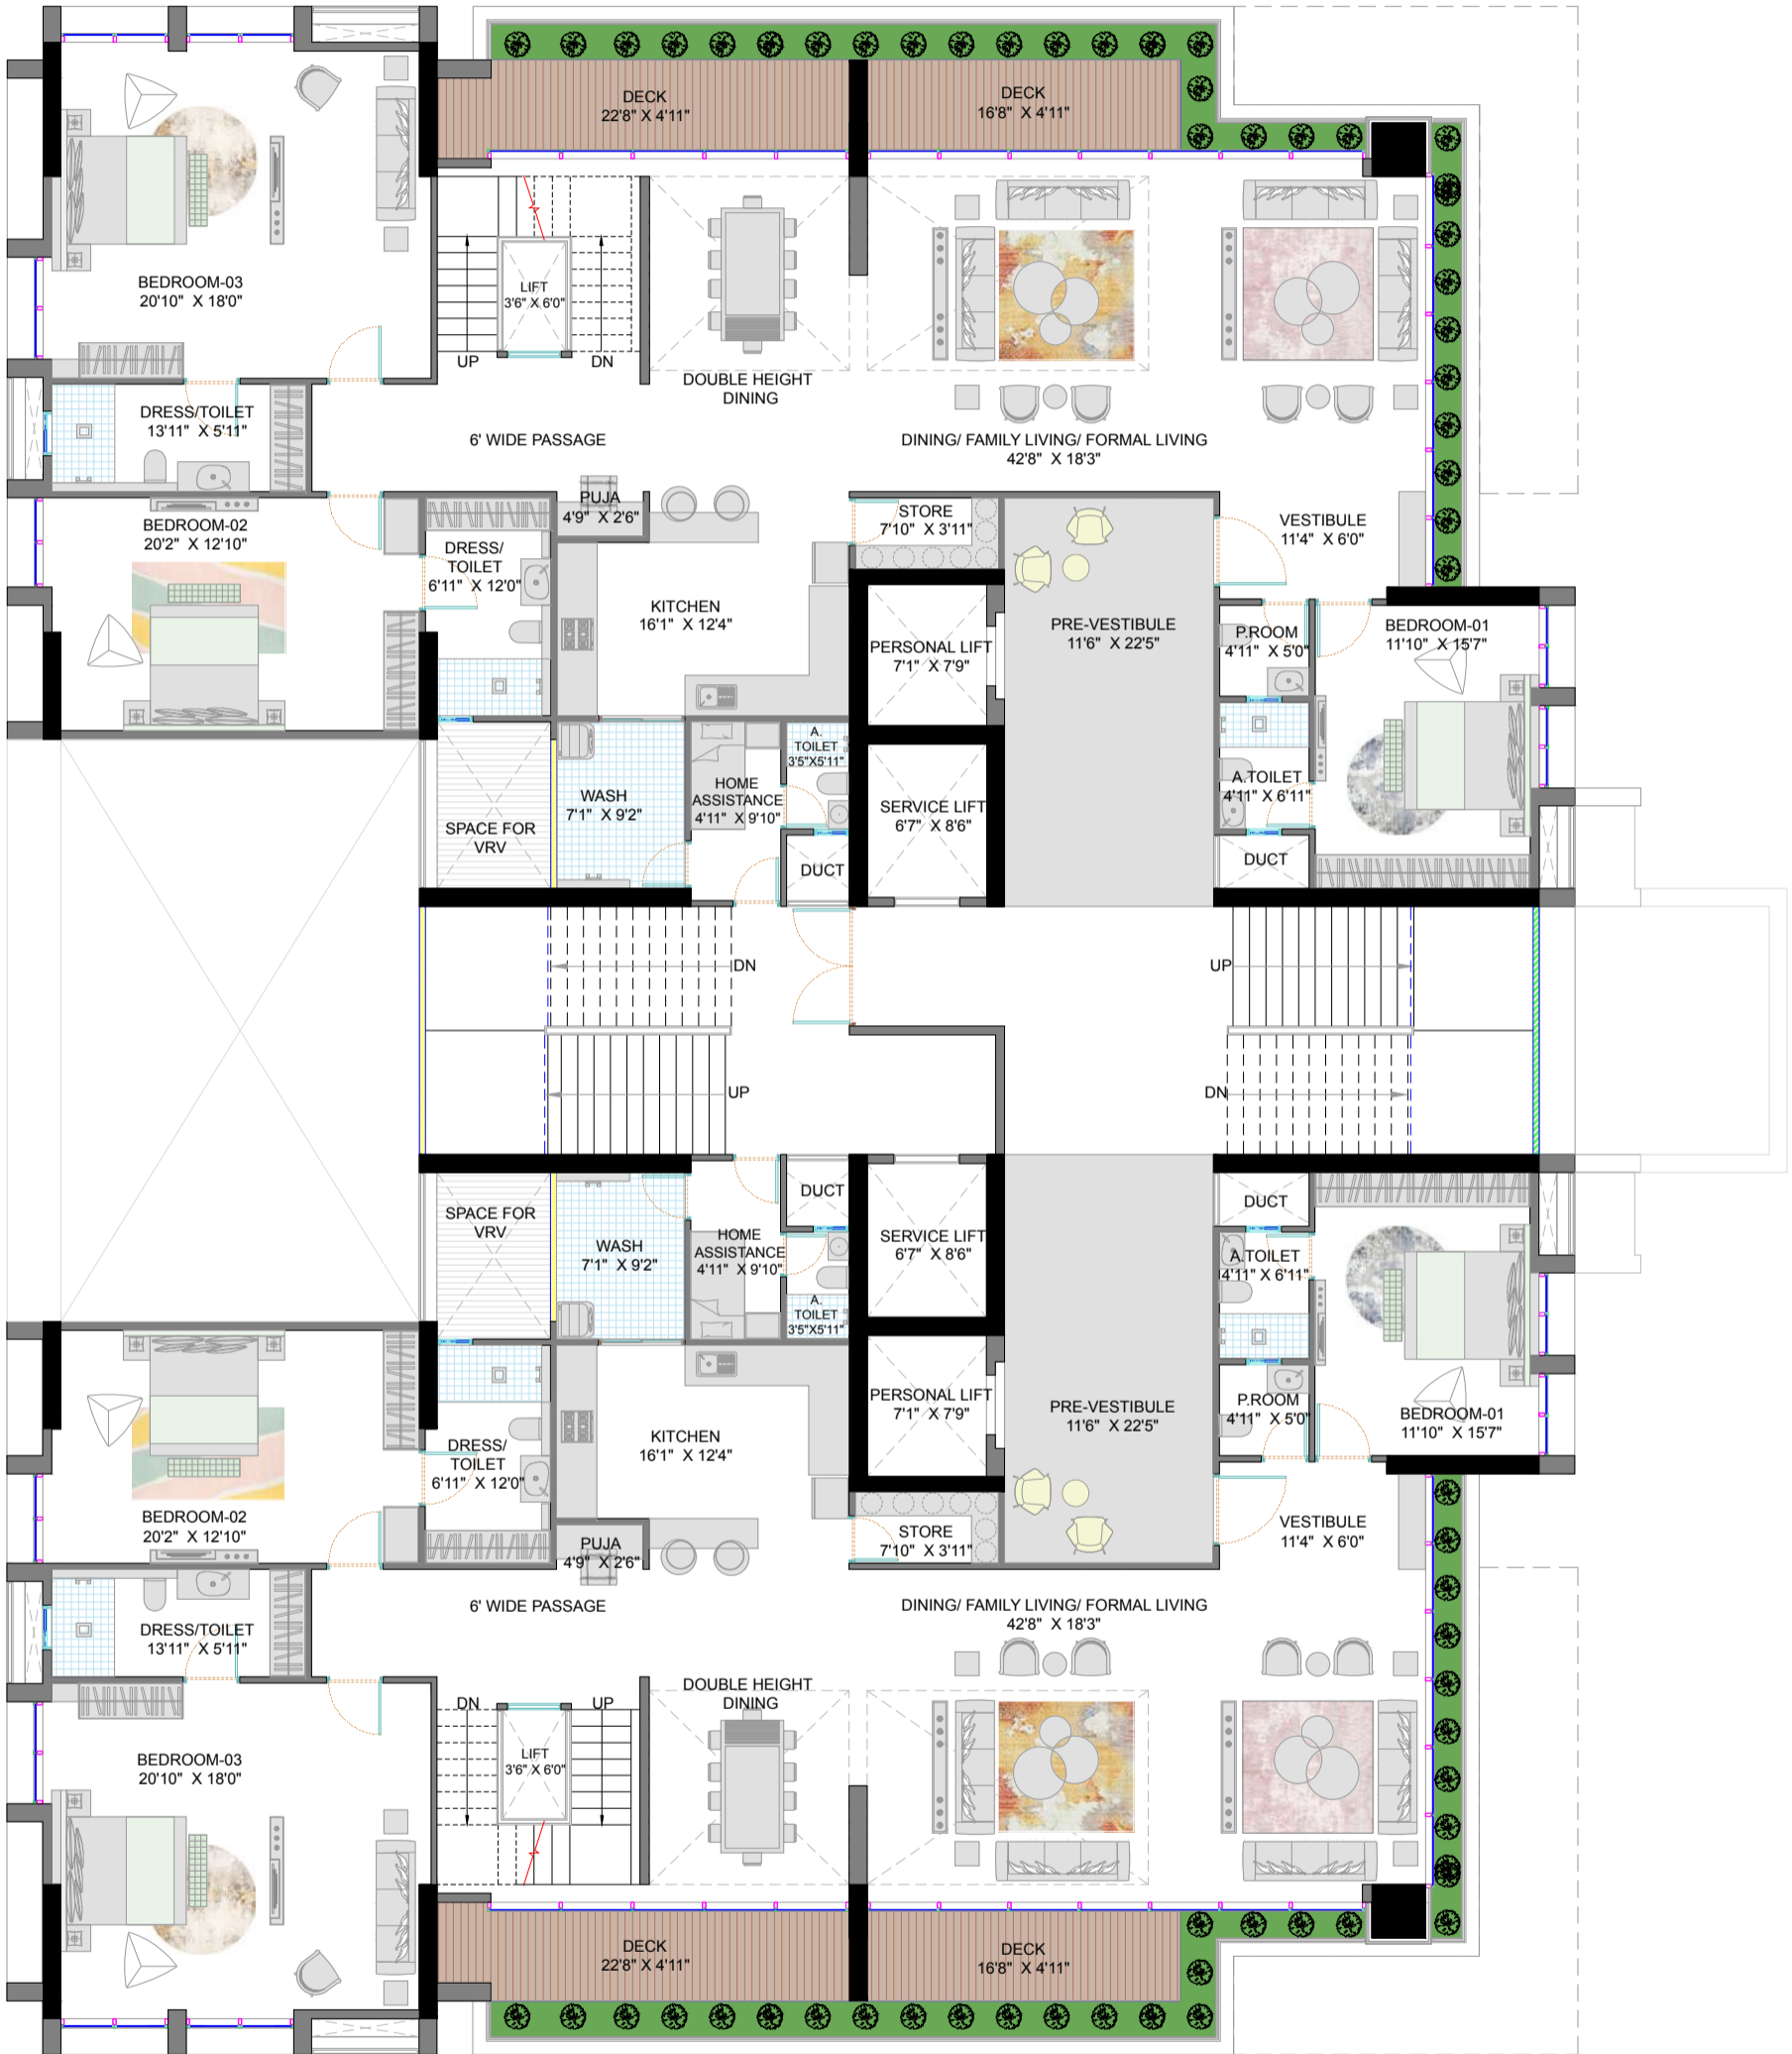 DECK
22'8" X 4'11"
DECK
16'8" X 4'11"
BEDROOM-03
20'10" X 18'0"
LIFT
3'6" X 6'0"
UP
DN
DOUBLE HEIGHT
DINING
DRESS/TOILET
13'11" X 5'11"
6' WIDE PASSAGE
DINING/ FAMILY LIVING/ FORMAL LIVING
42'8" X 18'3"
PUJA
4'9" X 2'6"
STORE
7'10" X 3'11"
VESTIBULE
11'4" X 6'0"
BEDROOM-02
20'2" X 12'10"
DRESS/
TOILET
6'11" X 12'0"
KITCHEN
16'1" X 12'4"
PERSONAL LIFT
7'1" X 7'9"
PRE-VESTIBULE
11'6" X 22'5"
P.ROOM
4'11" X 5'0"
BEDROOM-01
11'10" X 15'7"
A.
TOILET
3'5"X5'11"
HOME
ASSISTANCE
4'11" X 9'10"
WASH
7'1" X 9'2"
SPACE FOR
VRV
SERVICE LIFT
6'7" X 8'6"
A.TOILET
4'11" X 6'11"
DUCT
DUCT
DN
UP
UP
DN
SPACE FOR
VRV
WASH
7'1" X 9'2"
HOME
ASSISTANCE
4'11" X 9'10"
DUCT
A.
TOILET
3'5"X5'11"
SERVICE LIFT
6'7" X 8'6"
DUCT
A.TOILET
4'11" X 6'11"
PERSONAL LIFT
7'1" X 7'9"
PRE-VESTIBULE
11'6" X 22'5"
P.ROOM
4'11" X 5'0"
BEDROOM-01
11'10" X 15'7"
DRESS/
TOILET
6'11" X 12'0"
KITCHEN
16'1" X 12'4"
BEDROOM-02
20'2" X 12'10"
PUJA
4'9" X 2'6"
STORE
7'10" X 3'11"
VESTIBULE
11'4" X 6'0"
6' WIDE PASSAGE
DINING/ FAMILY LIVING/ FORMAL LIVING
42'8" X 18'3"
DRESS/TOILET
13'11" X 5'11"
DOUBLE HEIGHT
DINING
DN
UP
LIFT
3'6" X 6'0"
BEDROOM-03
20'10" X 18'0"
DECK
22'8" X 4'11"
DECK
16'8" X 4'11"